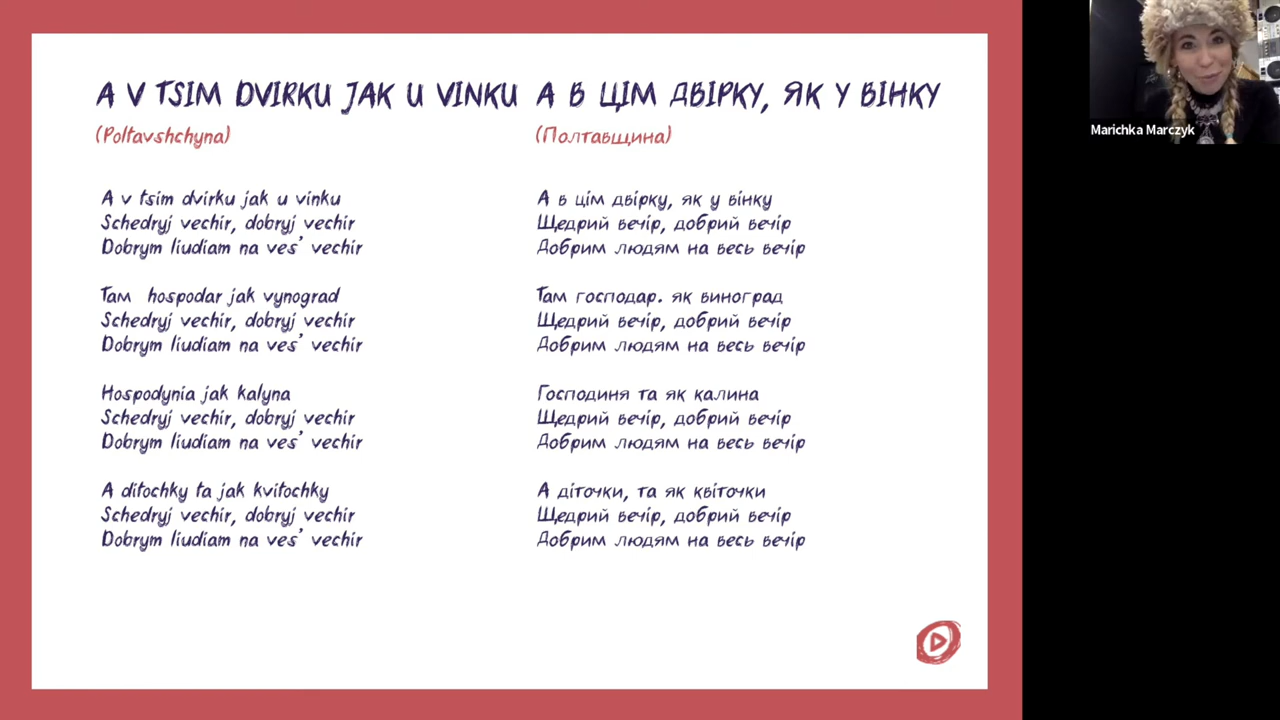 A V TSIM DVIRKU JAK U VINKU
(Poltavshchyna)
A v tsim dvirku jak u vinku
Schedryj vechir, dobryj vechir
Dobrym liudiam na ves' vechir
Tam hospodar jak vynograd
Schedryj vechir, dobryj vechir
Dobrym liudiam na ves' vechir
Hospodynia jak kalyna
Schedryj vechir, dobryj vechir
Dobrym liudiam na ves' vechir
A ditochky ta jak kvitochky
Schedryj vechir, dobryj vechir
Dobrym liudiam na ves' vechir
А В ЦІМ ДВІРКУ, ЯК У ВІНКУ
(Полтавщина)
А в цім двірку, як у вінку
Щедрий вечір, добрий вечір
Добрим людям на весь вечір
Там господар. як виноград
Щедрий вечір, добрий вечір
Добрим людям на весь вечір
Господиня та як калина
Щедрий вечір, добрий вечір
Добрим людям на весь вечір
А діточки, та як квіточки
Щедрий вечір, добрий вечір
Добрим людям на весь вечір
Marichka Marczyk